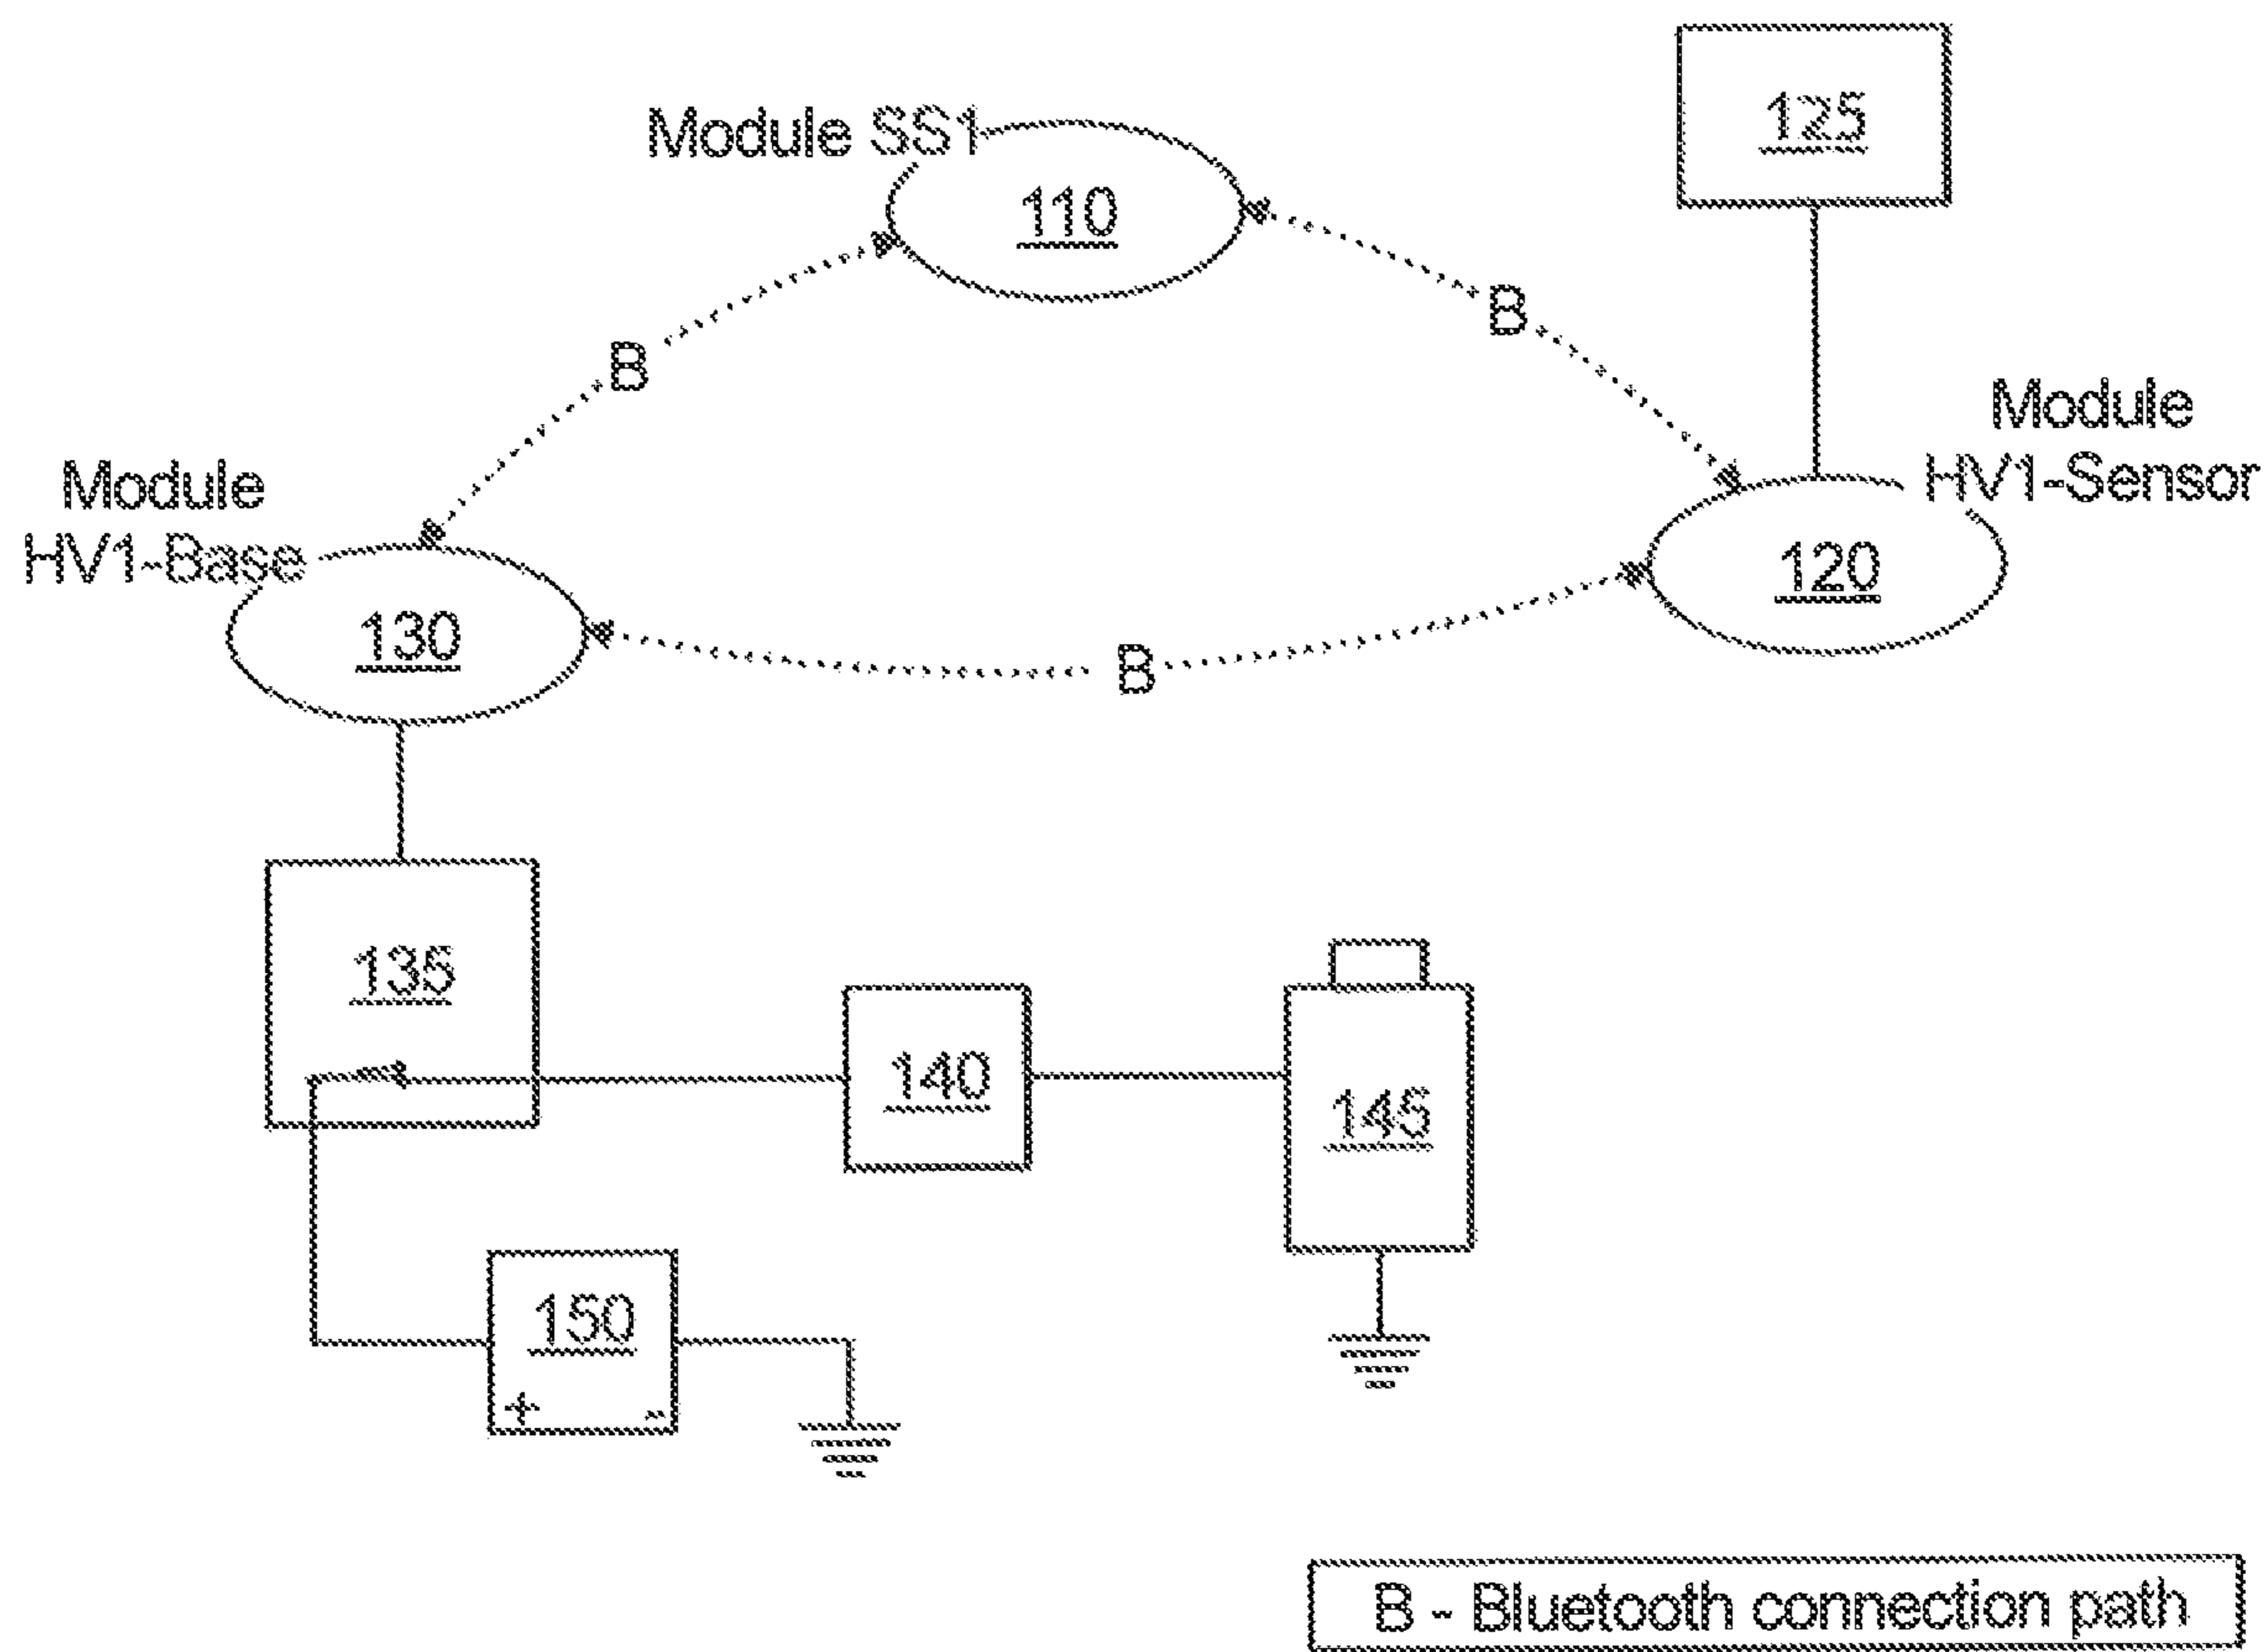 125
Module SS1
110
B
B
Module
HV1-Sensor
Module
HV1-Base
120
130
B
135
140
145
150
+ -
B - Bluetooth connection path